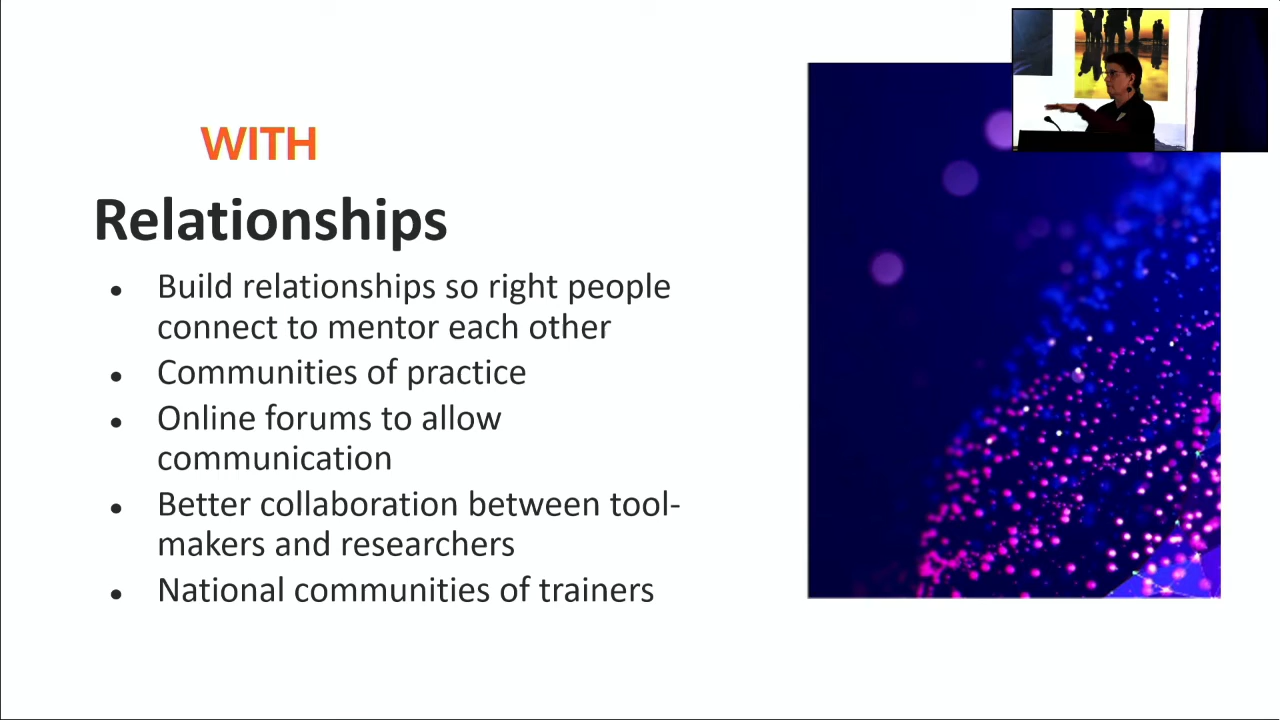 WITH
Relationships
• Build relationships so right people
connect to mentor each other
• Communities of practice
• Online forums to allow
communication
• Better collaboration between tool-
makers and researchers
• National communities of trainers